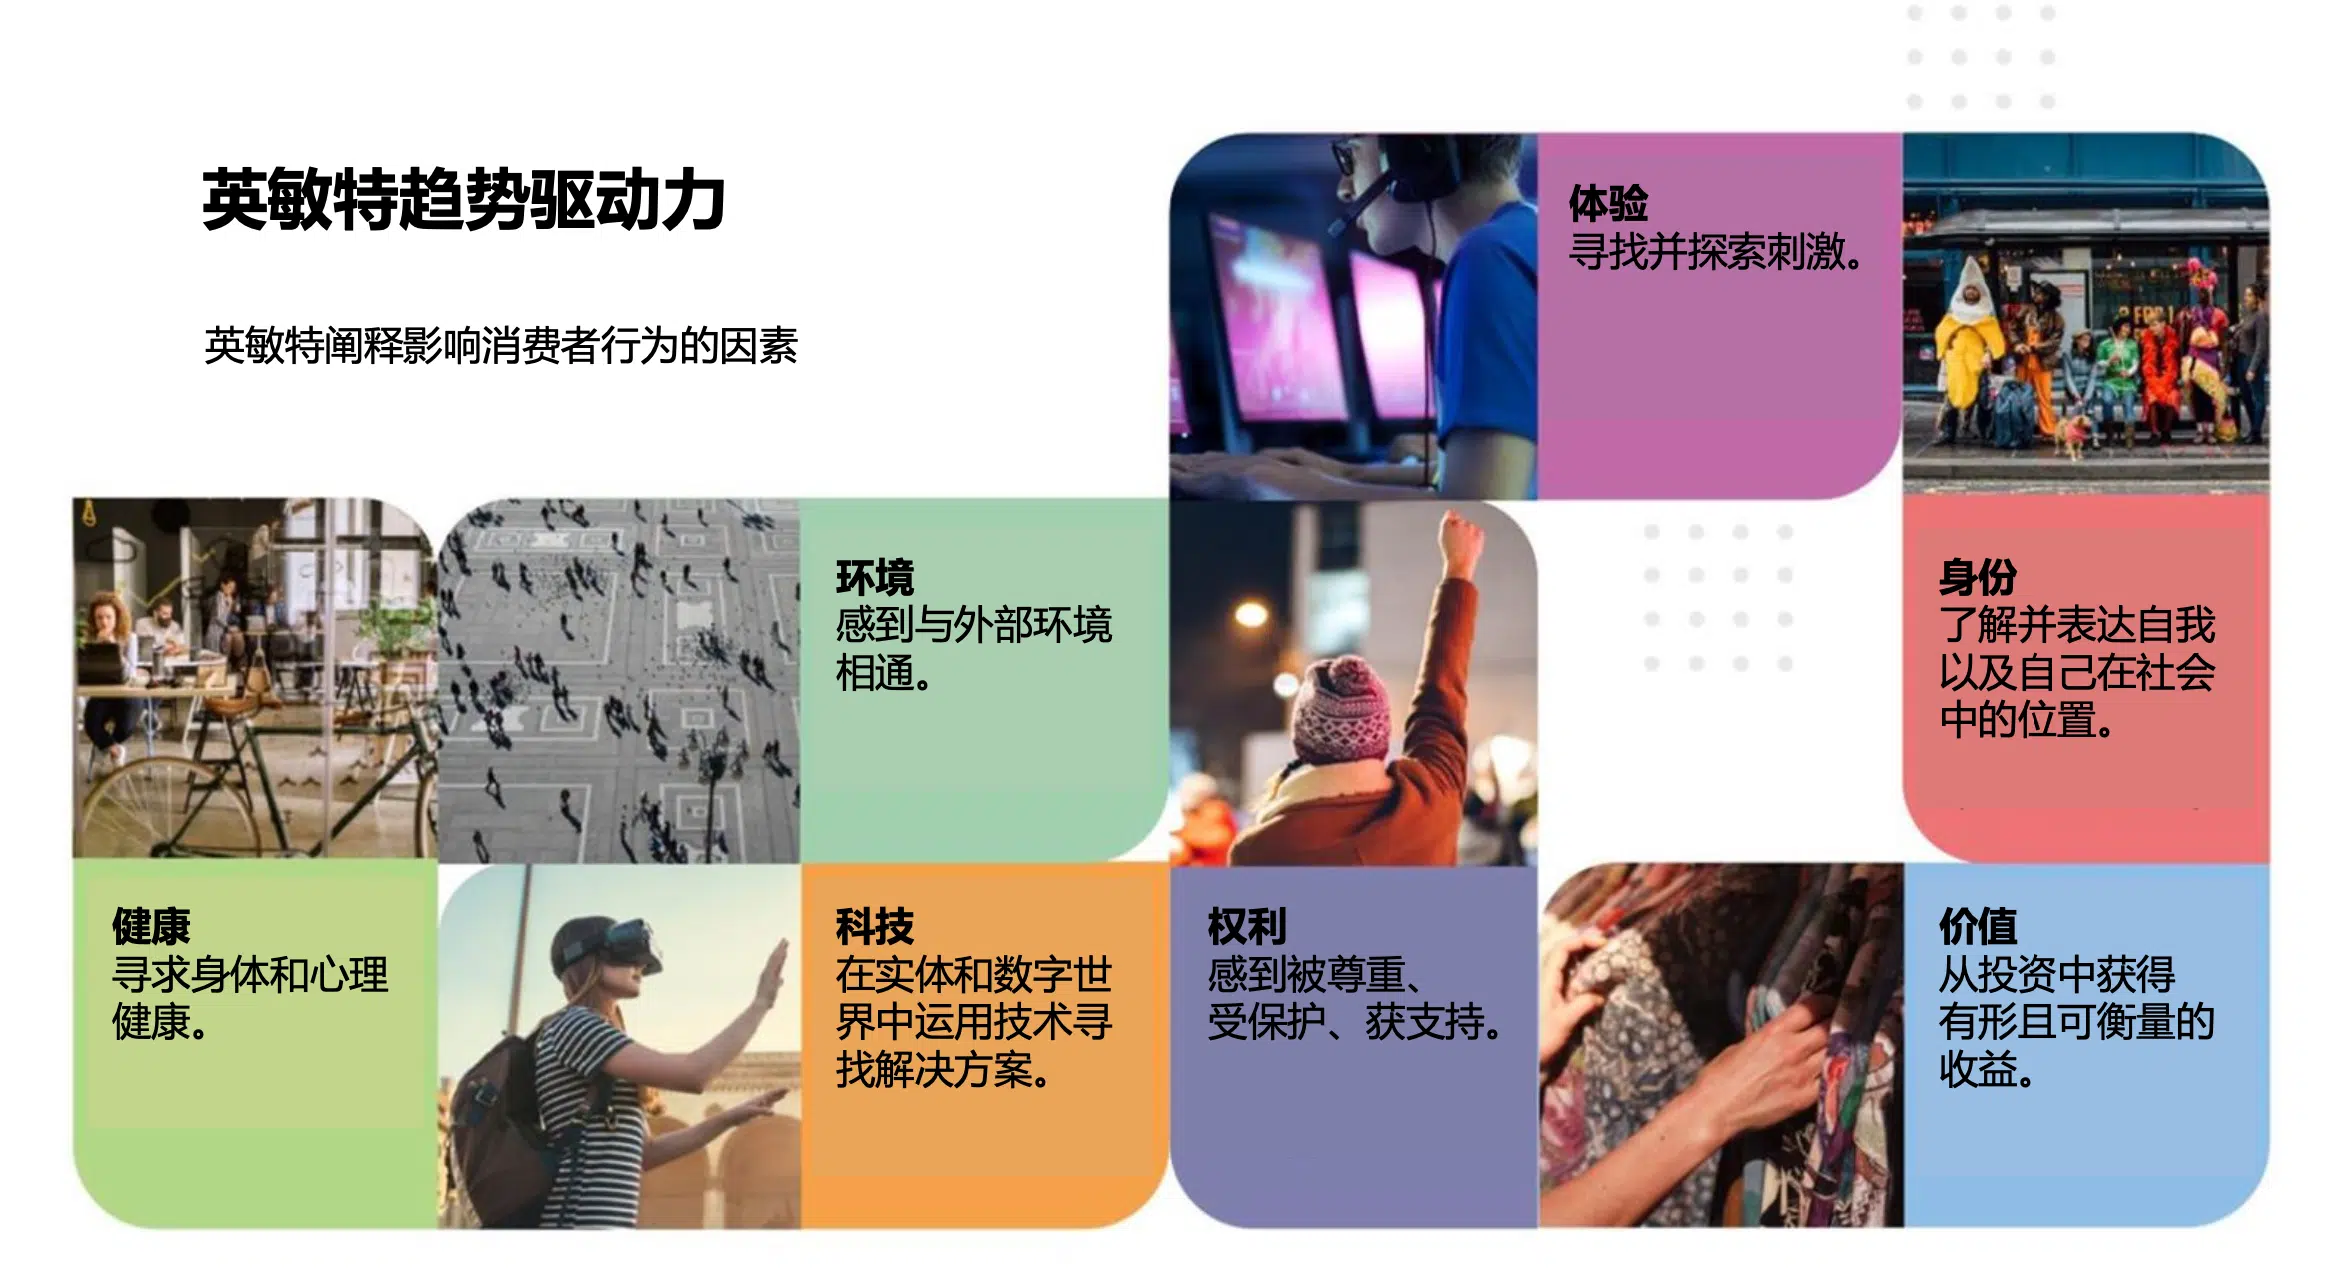 英敏特趋势驱动力
英敏特阐释影响消费者行为的因素
体验
寻找并探索刺激。
环境
感到与外部环境
相通。
身份
了解并表达自我
以及自己在社会
中的位置。
健康
寻求身体和心理
健康。
科技
在实体和数字世
界中运用技术寻
找解决方案。
权利
感到被尊重、
受保护、获支持。
价值
从投资中获得
有形且可衡量的
收益。